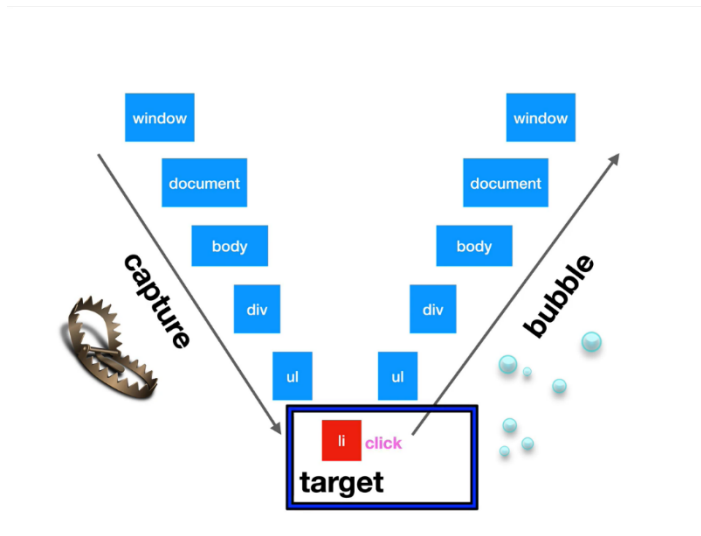 window
window
document
document
body
body
capture
bubble
div
div
ul
ul
li click
target